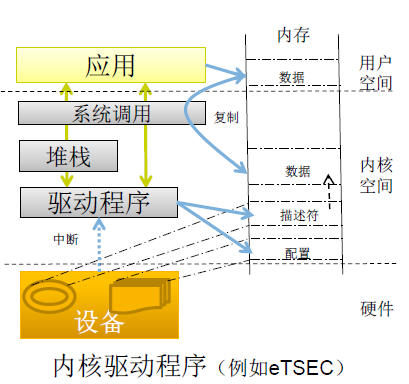 内存
应用
用户
空间
数据
系统调用
复制
堆栈
数据
内核
空间
驱动程序
描述符
中断
配置
设备
硬件
内核驱动程序（例如eTSEC）